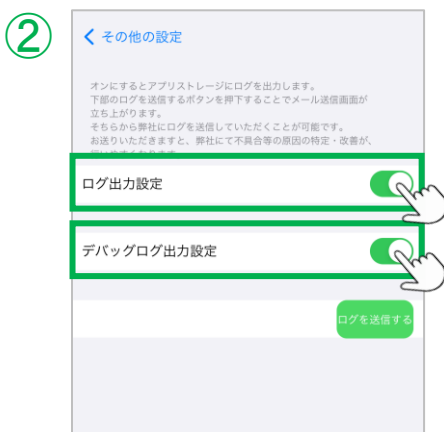 ②
その他の設定
オンにするとアプリストレージにログを出力します。
下部のログを送信するボタンを押下することでメール送信画面が
立ち上がります。
そちらから弊社にログを送信していただくことが可能です。
お送りいただきますと、弊社にて不具合等の原因の特定・改善が、
ログ出力設定
デバッグログ出力設定
ログを送信する